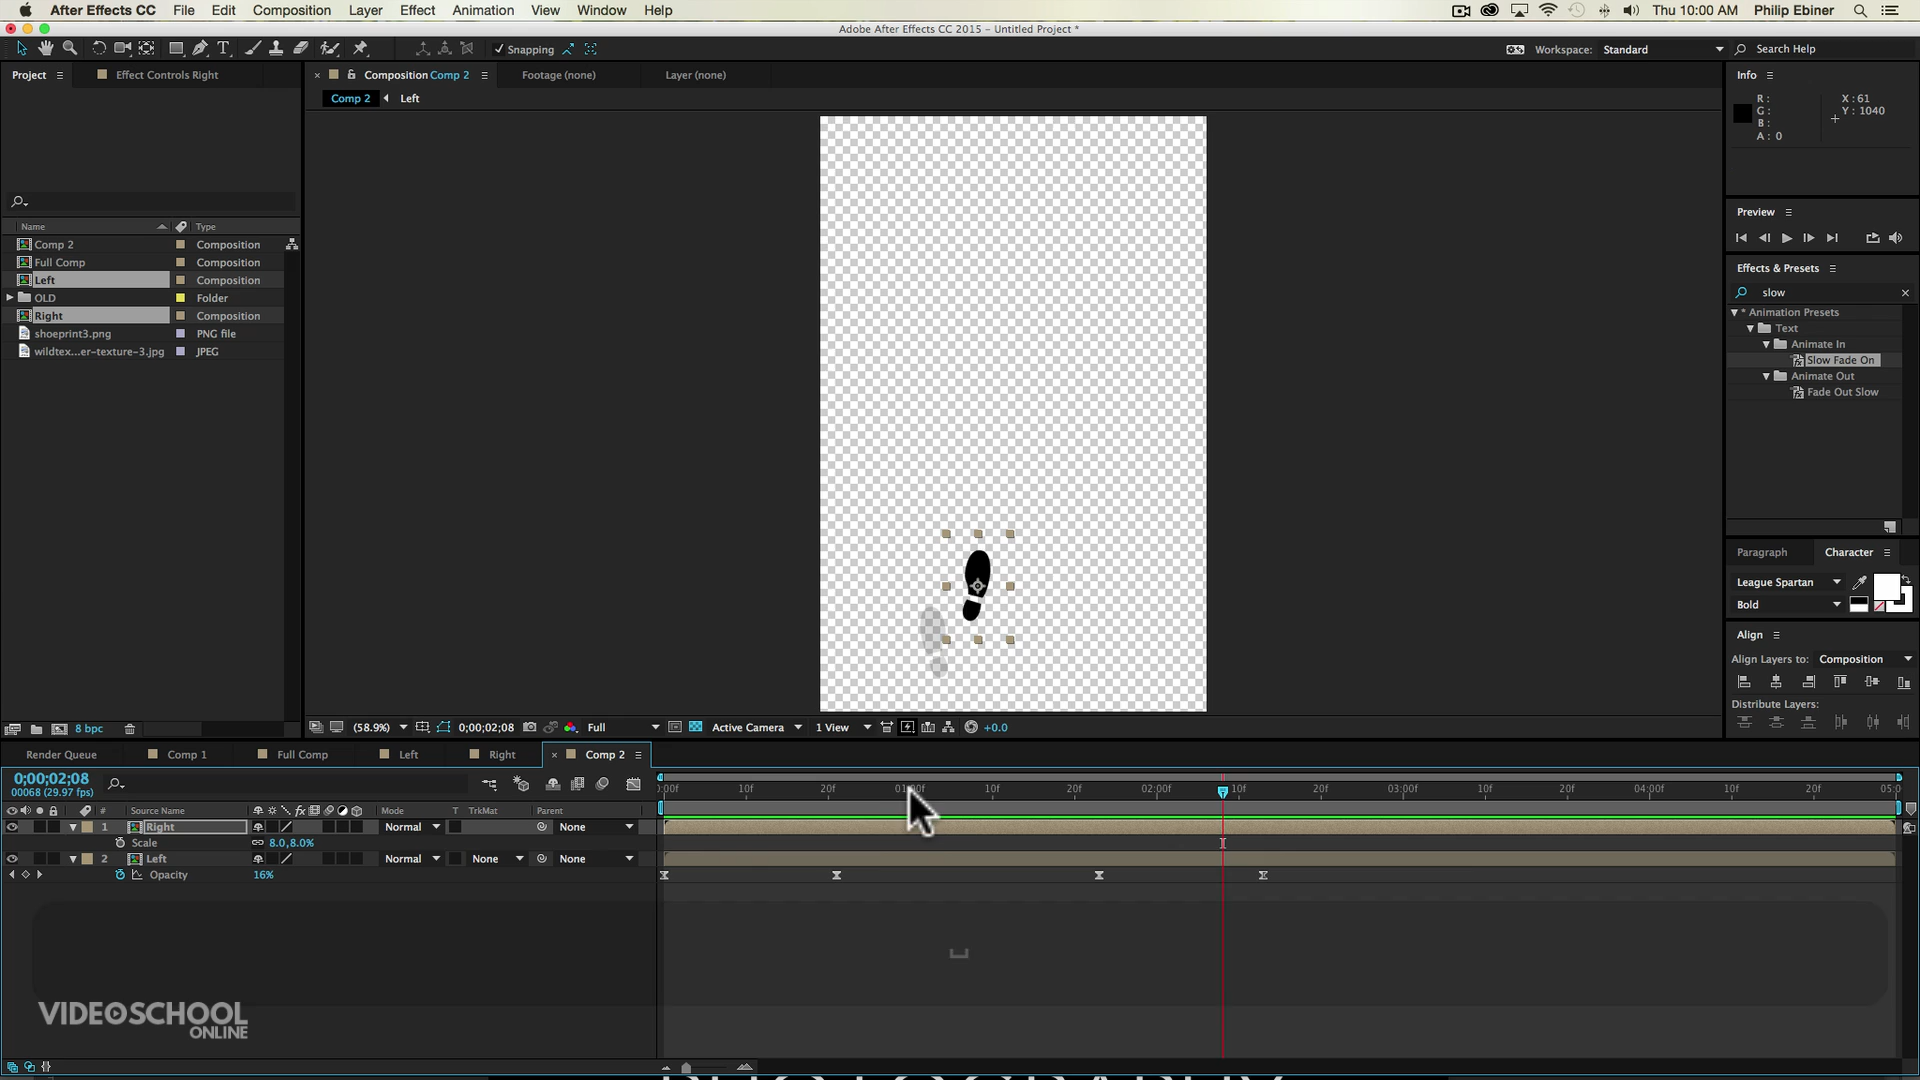 After Effects CC File Edit Composition Layer Effect Animation View Window Help Thu 10:00 AM Philip Ebiner
Adobe After Effects CC 2015 - Untitled Project *
Snapping Workspace: Standard Search Help
Project Effect Controls Right
Composition Comp 2 Footage (none) Layer (none)
Comp 2 Left
Name Type
Comp 2 Composition
Full Comp Composition
Left Composition
OLD Folder
Right Composition
shoeprint3.png PNG file
wildtex...er-texture-3.jpg JPEG
8 bpc
(58.9%) 0;00;02;08 Full Active Camera 1 View +0.0
Info
R: X: 61
G: Y: 1040
B:
A: 0
Preview
Effects & Presets
slow
* Animation Presets
Text
Animate In
Slow Fade On
Animate Out
Fade Out Slow
Paragraph Character
League Spartan
Bold
Align
Align Layers to: Composition
Distribute Layers:
Render Queue Comp 1 Full Comp Left Right Comp 2
0;00;02;08
00068 (29.97 fps)
# Source Name fx Mode T TrkMat Parent
1 Right Normal None
Scale 8.0,8.0%
2 Left Normal None None
Opacity 16%
10f 20f 10f 20f 02:00f 10f 20f 03:00f 10f 20f 04:00f 10f 20f
VIDEOSCHOOL
ONLINE